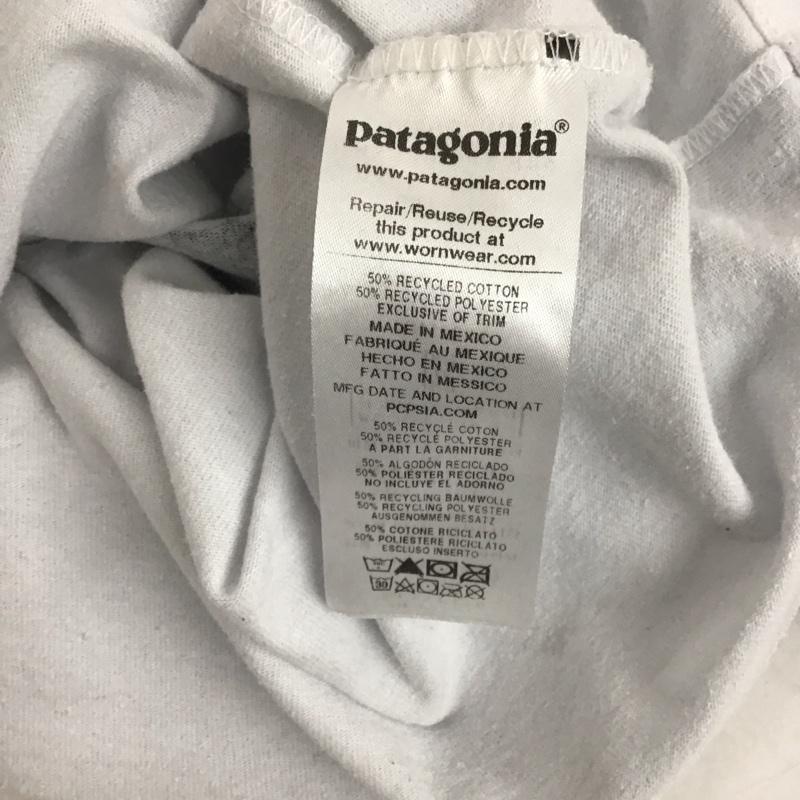 patagonia®
www.patagonia.com
Repair/Reuse/Recycle
this product at
www.wornwear.com
50% RECYCLED COTTON
50% RECYCLED POLYESTER
EXCLUSIVE OF TRIM
MADE IN MEXICO
FABRIQUÉ AU MEXIQUE
HECHO EN MEXICO
FATTO IN MESSICO
MFG DATE AND LOCATION AT
PCPSIA.COM
50% RECYCLÉ COTON
50% RECYCLÉ POLYESTER
A PART LA GARNITURE
50% ALGODÓN RECICLADO
50% POLIÉSTER RECICLADO
NO INCLUYE EL ADORNO
50% RECYCLING BAUMWOLLE
50% RECYCLING POLYESTER
AUSGENOMMEN BESATZ
50% COTONE RICICLATO
50% POLIESTERE RICICLATO
ESCLUSO INSERTO
30